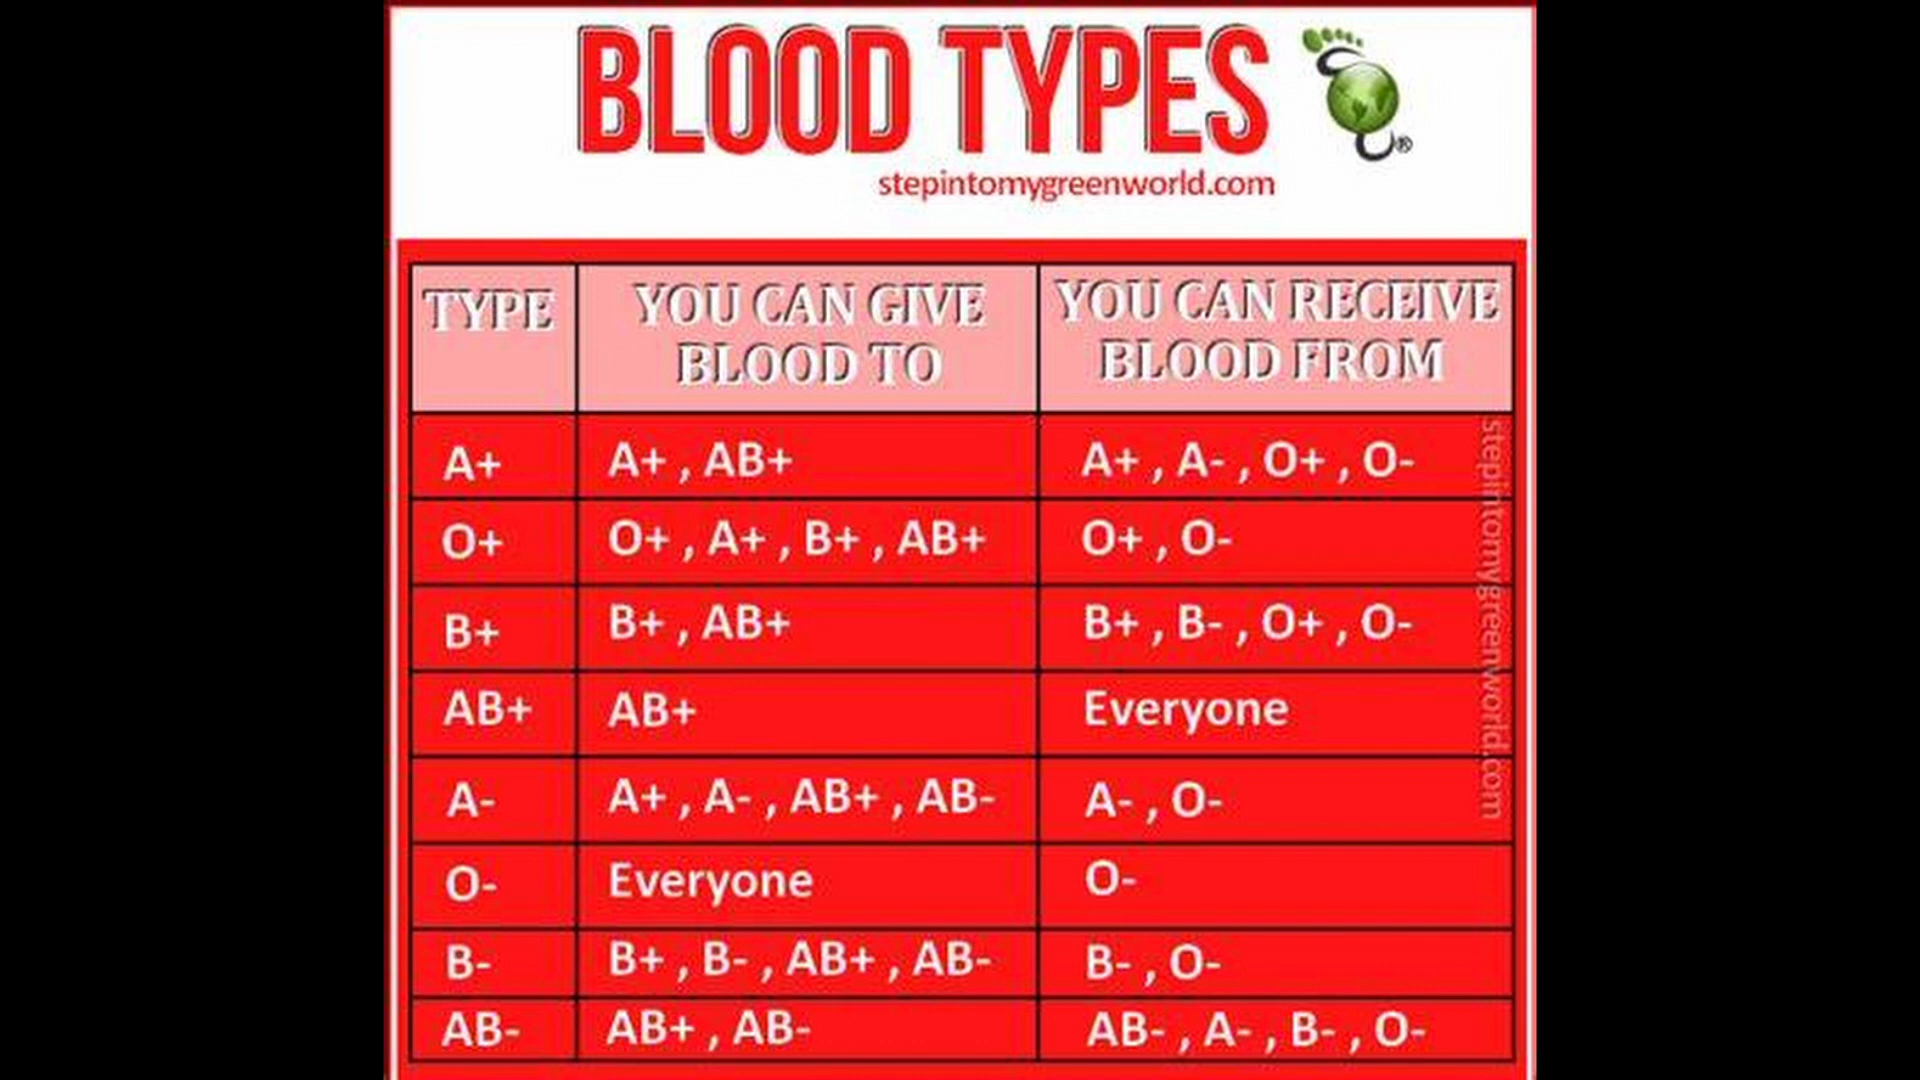 BLOOD TYPES
®
stepintomygreenworld.com
TYPE
YOU CAN GIVE
BLOOD TO
YOU CAN RECEIVE
BLOOD FROM
A+
A+ , AB+
A+ , A- , O+ , O-
O+
O+ , A+ , B+ , AB+
O+ , O-
B+
B+ , AB+
B+ , B- , O+ , O-
AB+
AB+
Everyone
A-
A+ , A- , AB+ , AB-
A- , O-
O-
Everyone
O-
B-
B+ , B- , AB+ , AB-
B- , O-
AB-
AB+ , AB-
AB- , A- , B- , O-
stepintomygreenworld.com